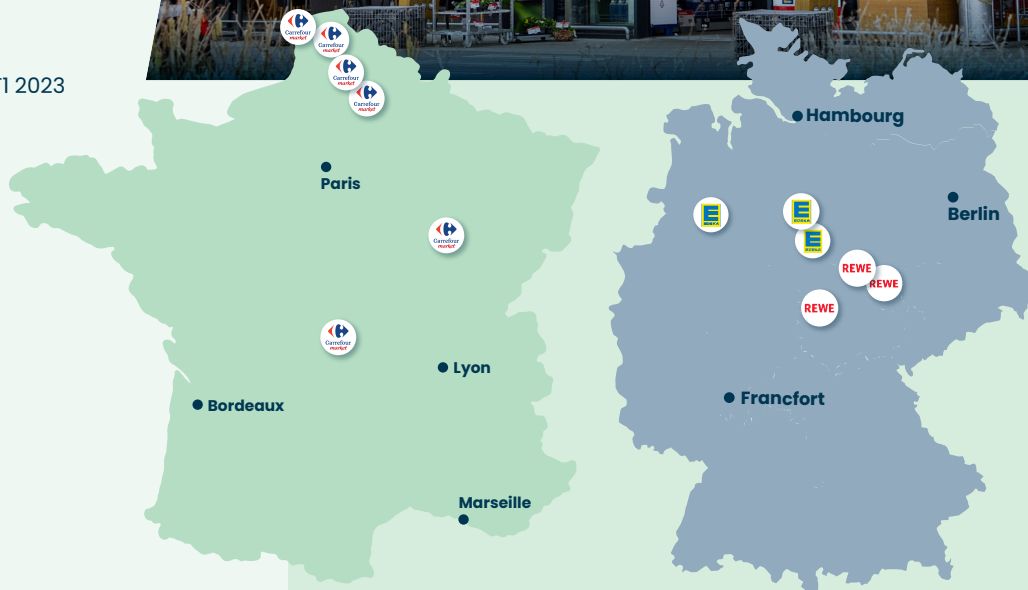 T1 2023
Carrefour
market
Carrefour
market
Carrefour
market
Carrefour
market
Paris
Carrefour
market
Carrefour
market
Lyon
Bordeaux
Marseille
Hambourg
Berlin
E
EDEKA
E
EDEKA
E
EDEKA
REWE
REWE
REWE
Francfort